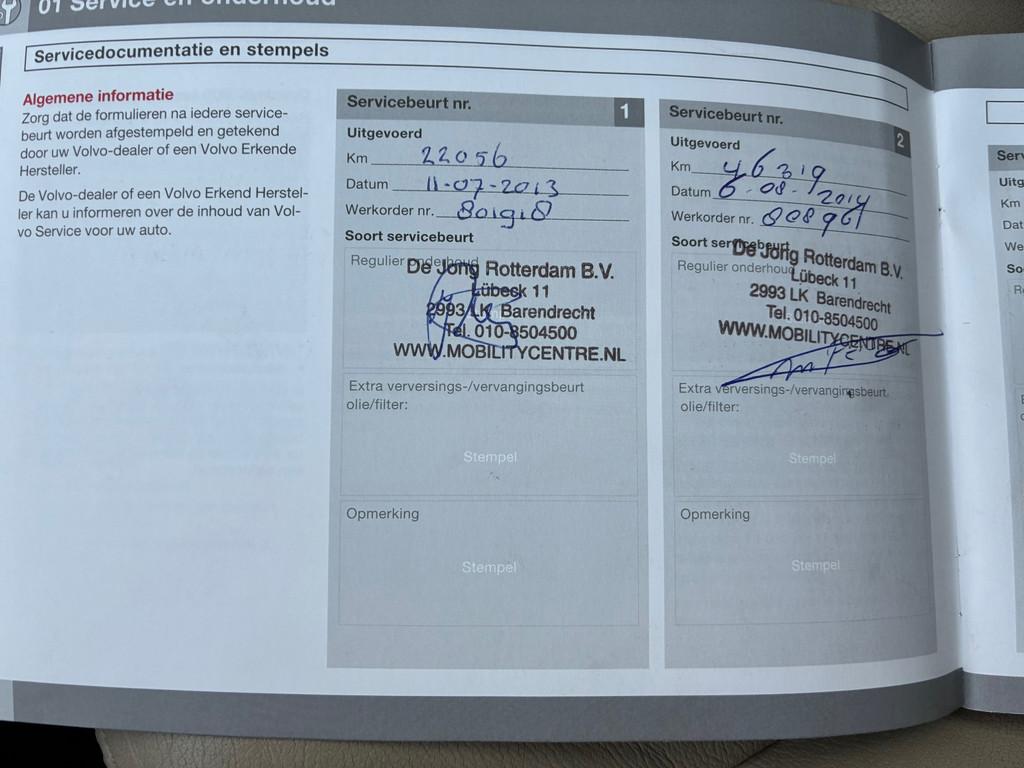 01 Service en onderhoud
Servicedocumentatie en stempels
Algemene informatie
Zorg dat de formulieren na iedere service-
beurt worden afgestempeld en getekend
door uw Volvo-dealer of een Volvo Erkende
Hersteller.
De Volvo-dealer of een Volvo Erkend Herstel-
ler kan u informeren over de inhoud van Vol-
vo Service voor uw auto.
Servicebeurt nr. 1
Uitgevoerd
Km 22056
Datum 11-07-2013
Werkorder nr. 801918
Soort servicebeurt
Regulier onderhoud
De Jong Rotterdam B.V.
Lübeck 11
2993 LK Barendrecht
Tel. 010-8504500
WWW.MOBILITYCENTRE.NL
Extra verversings-/vervangingsbeurt
olie/filter:
Stempel
Opmerking
Stempel
Servicebeurt nr. 2
Uitgevoerd
Km 46319
Datum 6-08-2014
Werkorder nr. 808961
Soort servicebeurt
Regulier onderhoud
De Jong Rotterdam B.V.
Lübeck 11
2993 LK Barendrecht
Tel. 010-8504500
WWW.MOBILITYCENTRE.NL
Extra verversings-/vervangingsbeurt
olie/filter:
Stempel
Opmerking
Stempel
Km